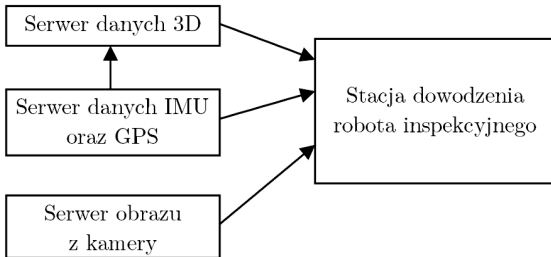 Serwer danych 3D
Serwer danych IMU
oraz GPS
Stacja dowodzenia
robota inspekcyjnego
Serwer obrazu
z kamery